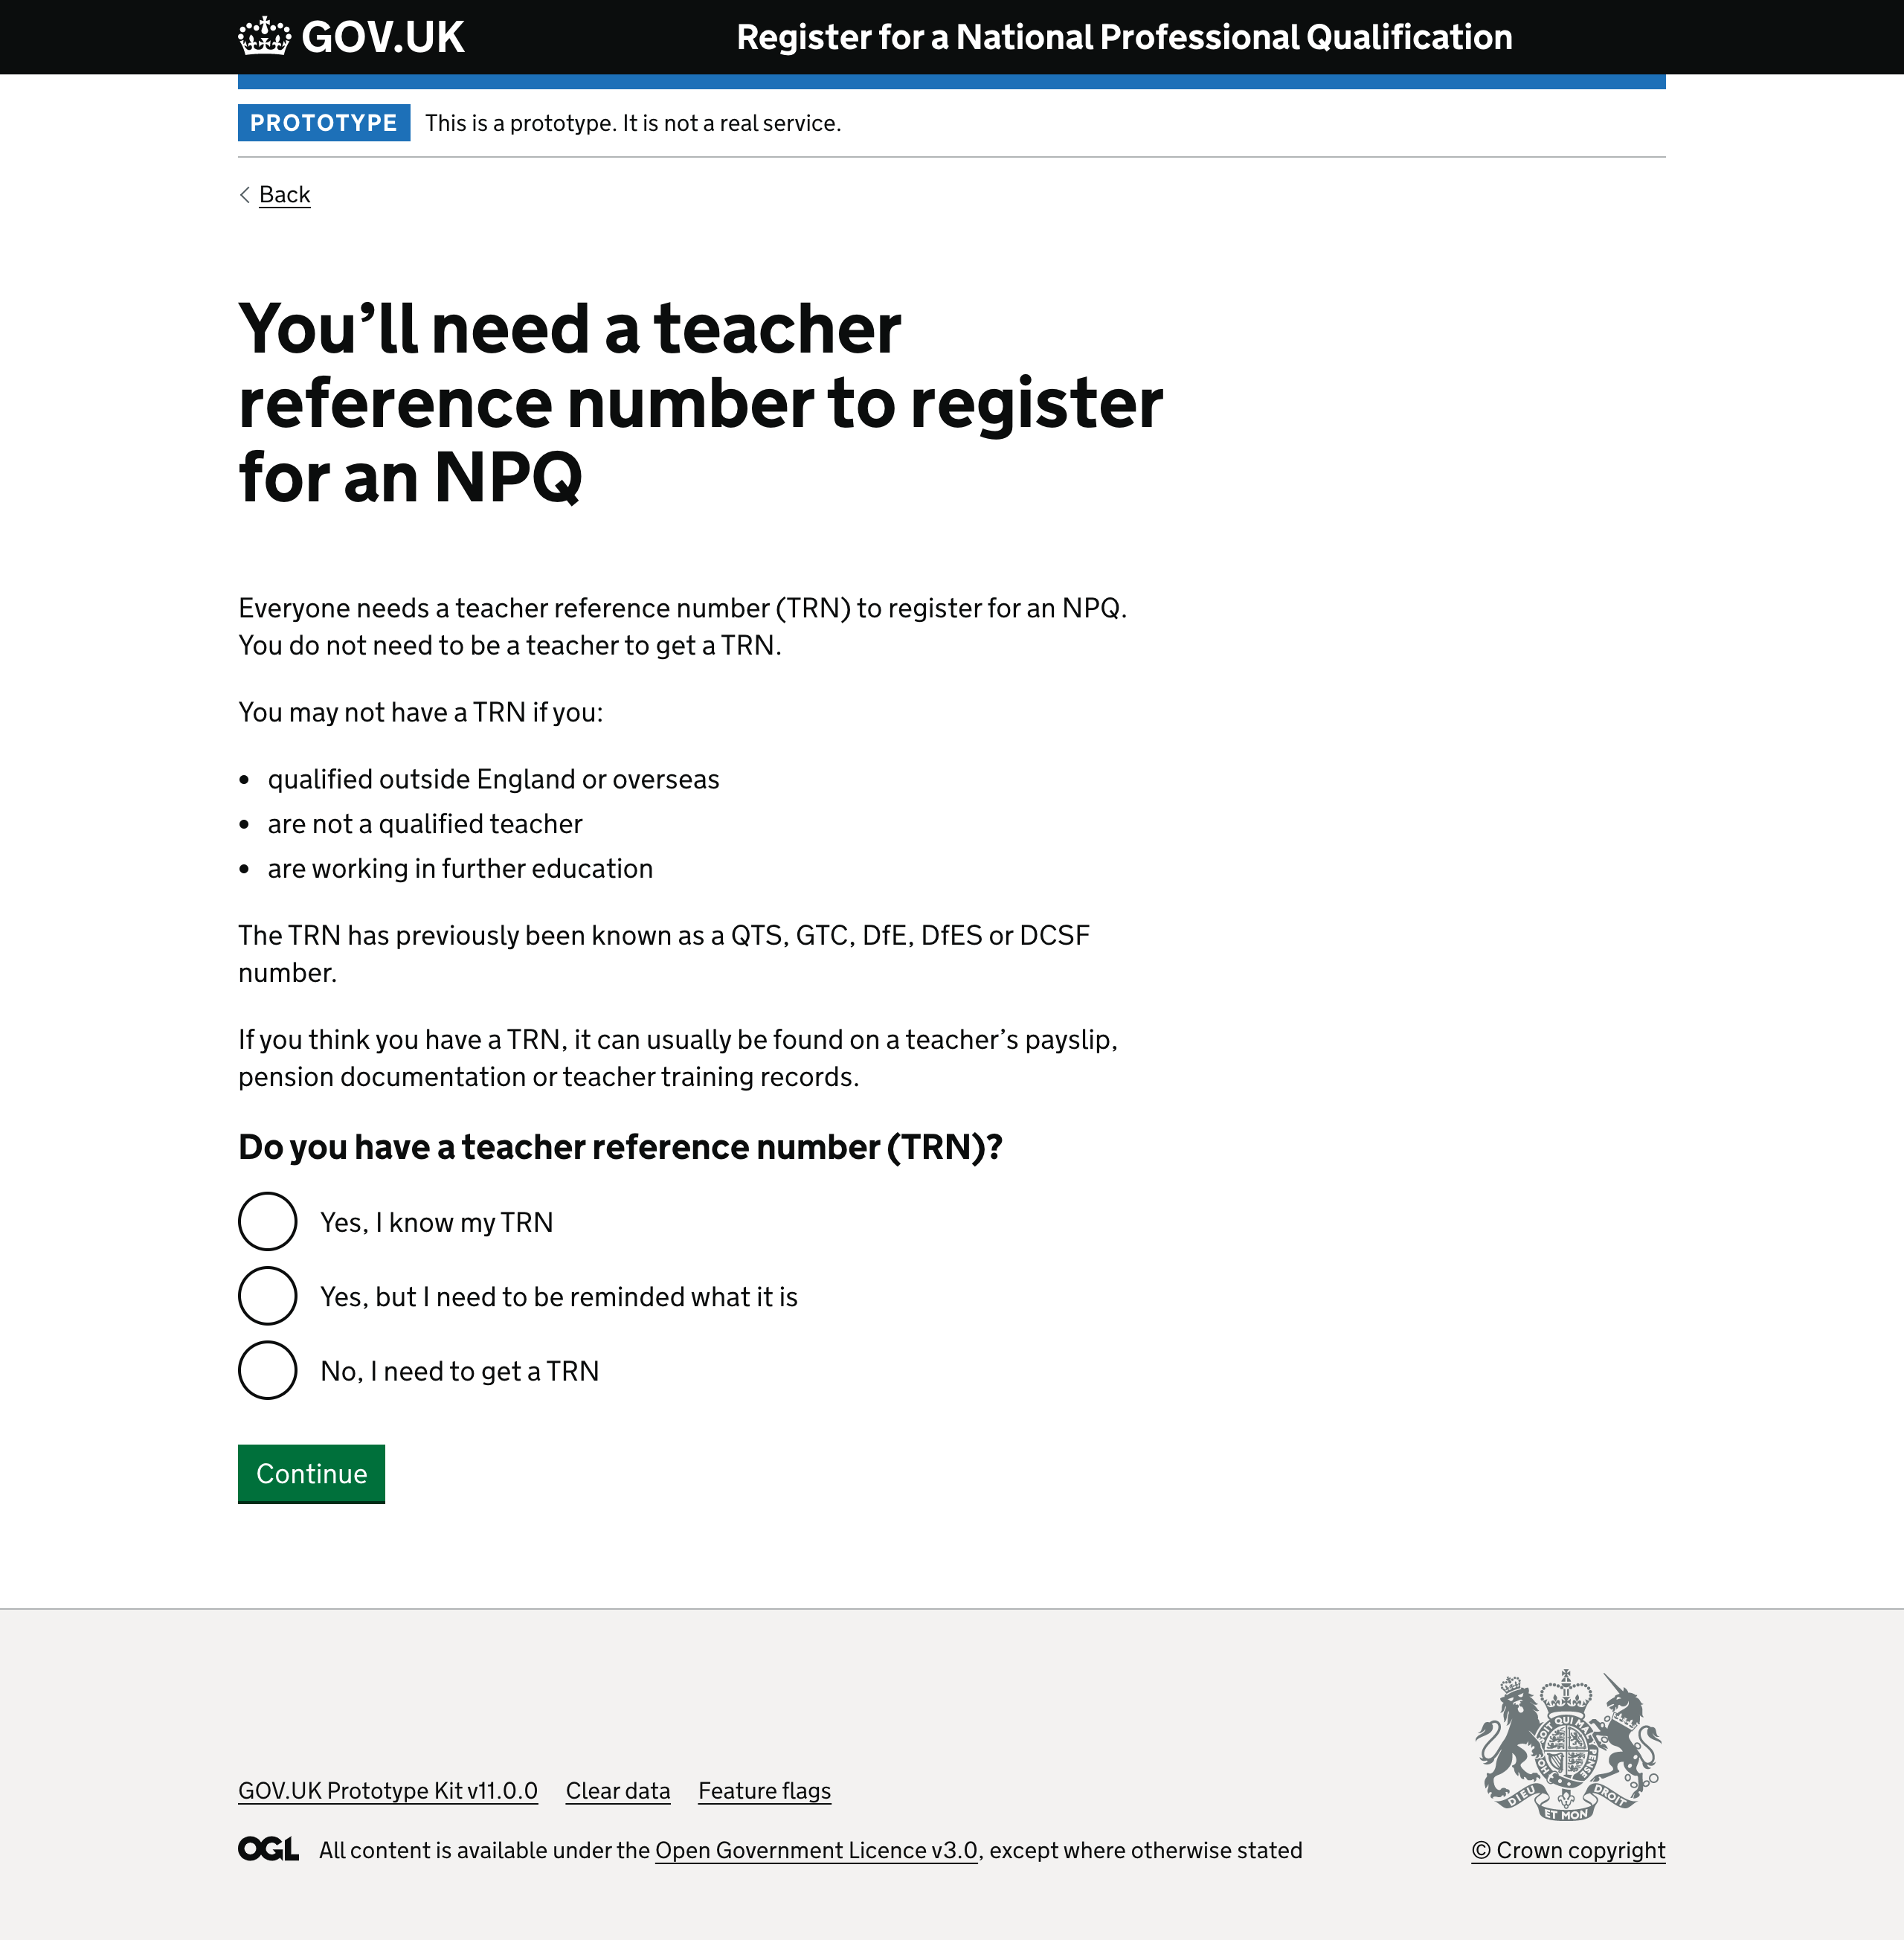 GOV.UK
Register for a National Professional Qualification
PROTOTYPE
This is a prototype. It is not a real service.
Back
You’ll need a teacher
reference number to register
for an NPQ
Everyone needs a teacher reference number (TRN) to register for an NPQ.
You do not need to be a teacher to get a TRN.
You may not have a TRN if you:
• qualified outside England or overseas
• are not a qualified teacher
• are working in further education
The TRN has previously been known as a QTS, GTC, DfE, DfES or DCSF
number.
If you think you have a TRN, it can usually be found on a teacher’s payslip,
pension documentation or teacher training records.
Do you have a teacher reference number (TRN)?
Yes, I know my TRN
Yes, but I need to be reminded what it is
No, I need to get a TRN
Continue
GOV.UK Prototype Kit v11.0.0 Clear data Feature flags
DIEU ET MON DROIT
OGL All content is available under the Open Government Licence v3.0, except where otherwise stated
© Crown copyright